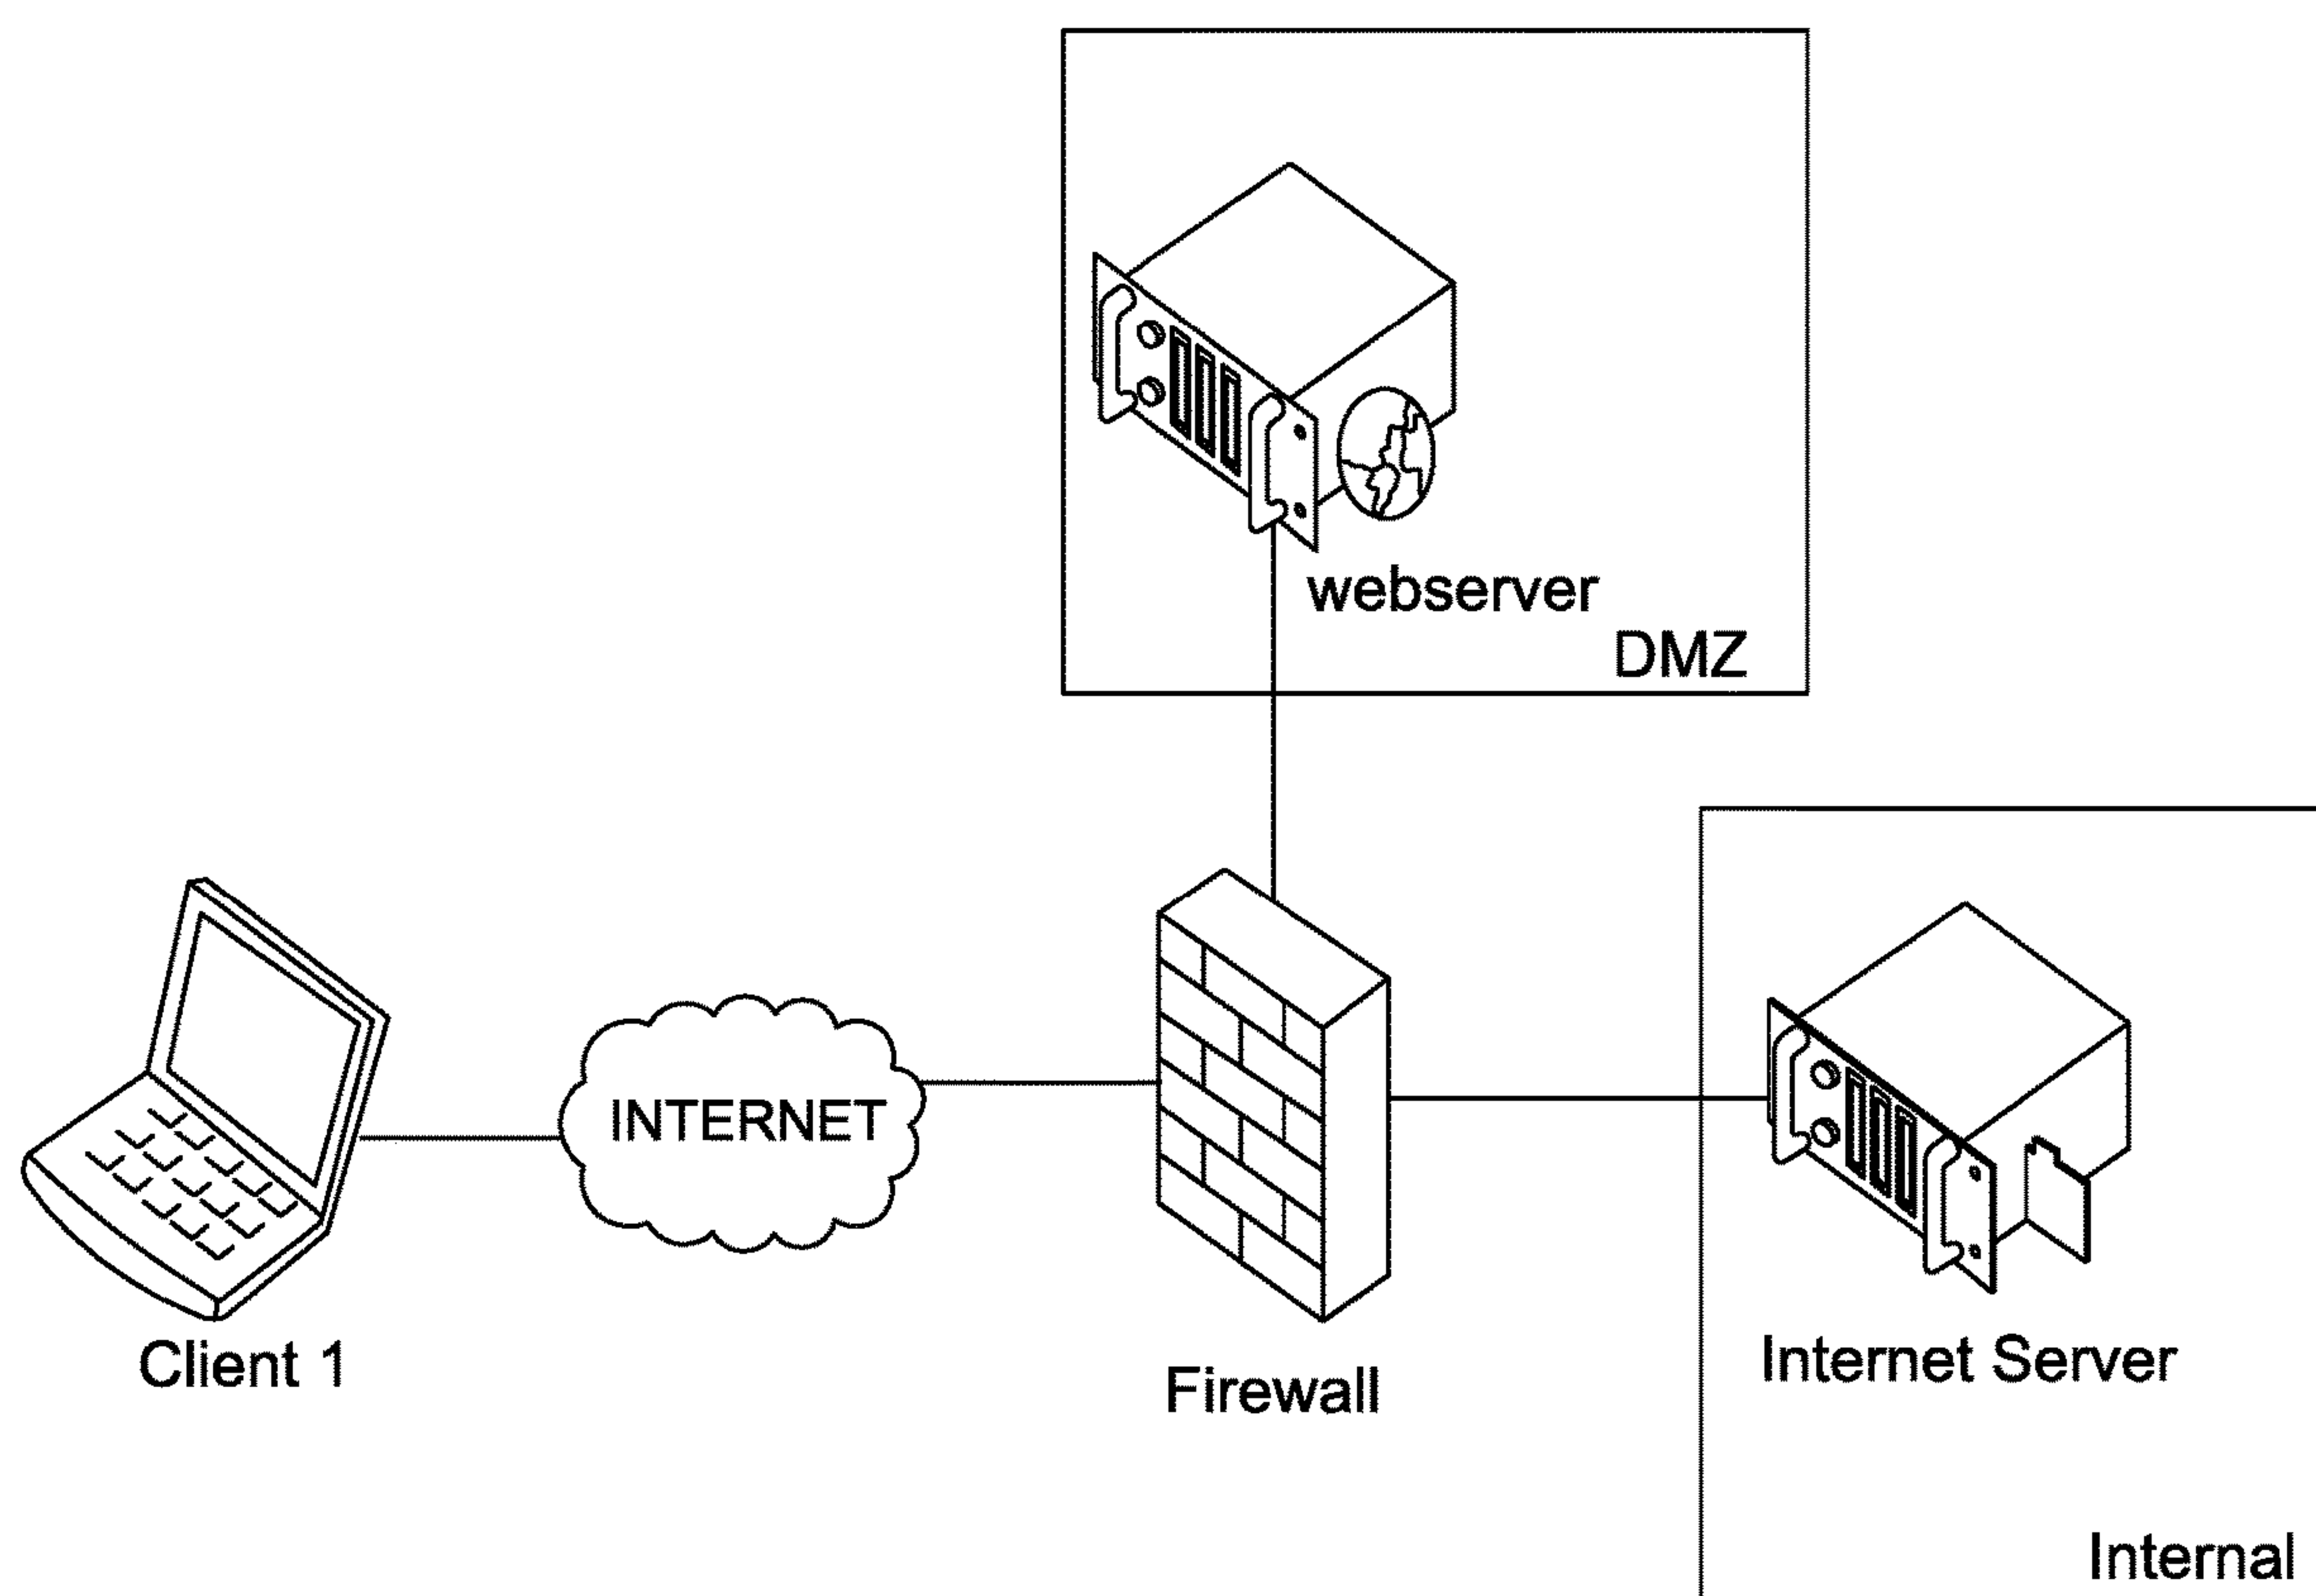 webserver
DMZ
INTERNET
Client 1
Firewall
Internet Server
Internal